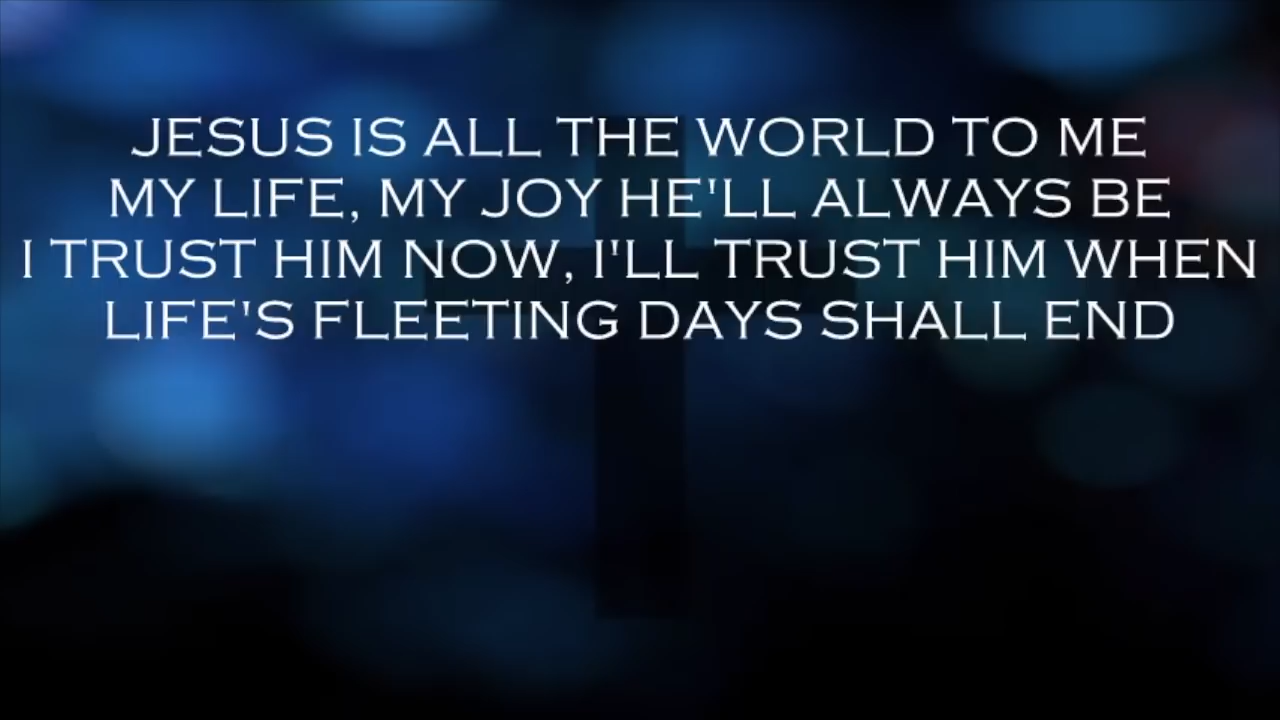 JESUS IS ALL THE WORLD TO ME
MY LIFE, MY JOY HE'LL ALWAYS BE
I TRUST HIM NOW, I'LL TRUST HIM WHEN
LIFE'S FLEETING DAYS SHALL END